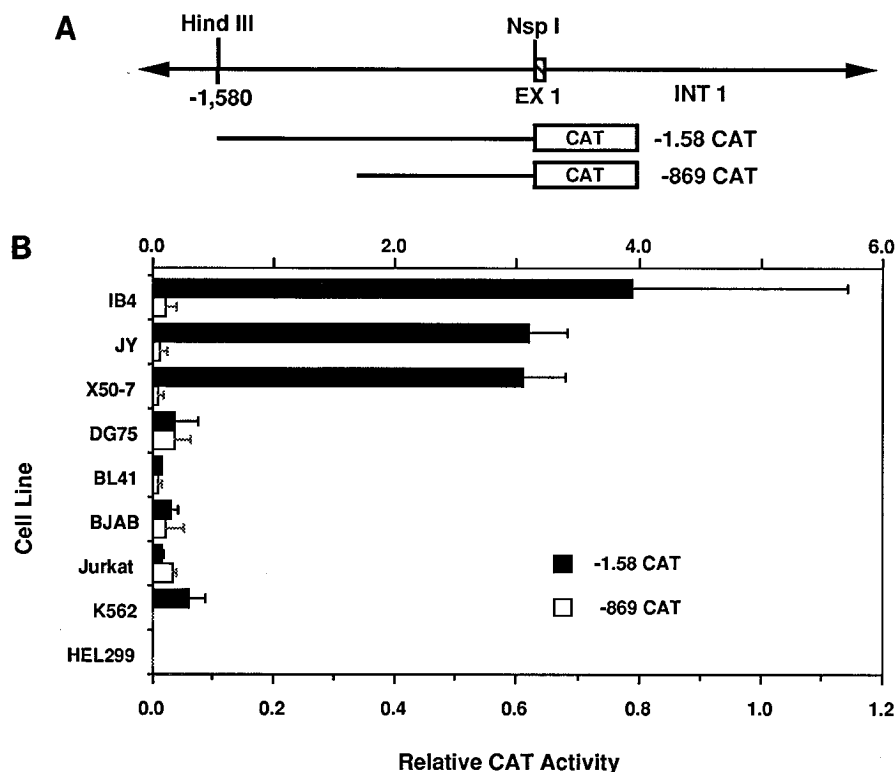 A
Hind III
Nsp I
-1,580
EX 1
INT 1
CAT
-1.58 CAT
CAT
-869 CAT
B
0.0
2.0
4.0
6.0
Cell Line
IB4
JY
X50-7
DG75
BL41
BJAB
Jurkat
K562
HEL299
-1.58 CAT
-869 CAT
0.0
0.2
0.4
0.6
0.8
1.0
1.2
Relative CAT Activity